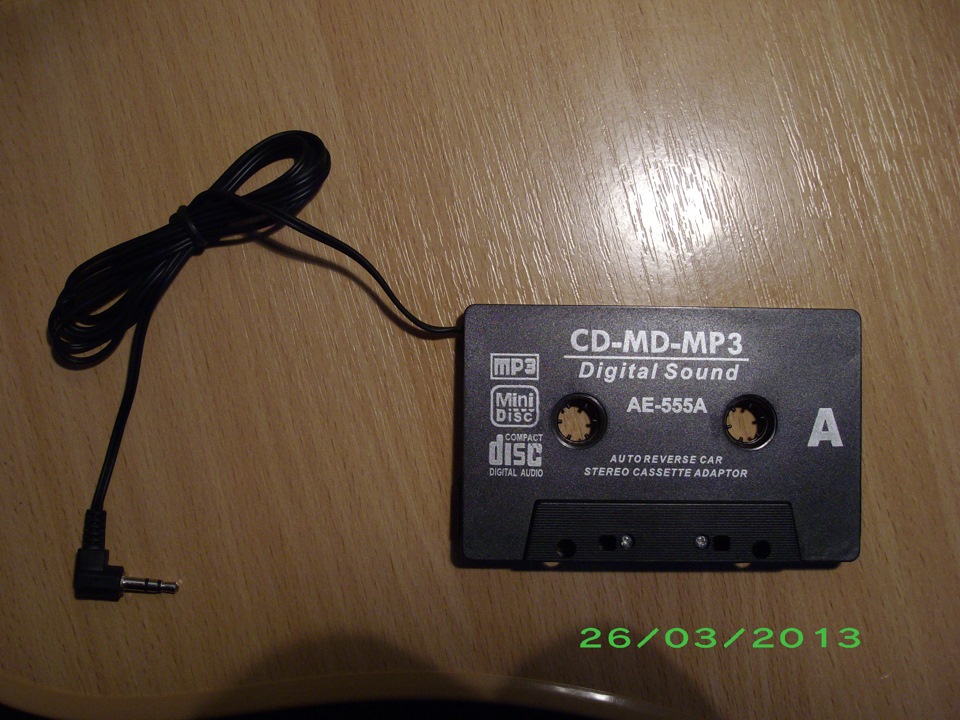 CD-MD-MP3
Digital Sound
mp3
Mini
Disc
AE-555A
A
COMPACT
disc
DIGITAL AUDIO
AUTO REVERSE CAR
STEREO CASSETTE ADAPTOR
26/03/2013